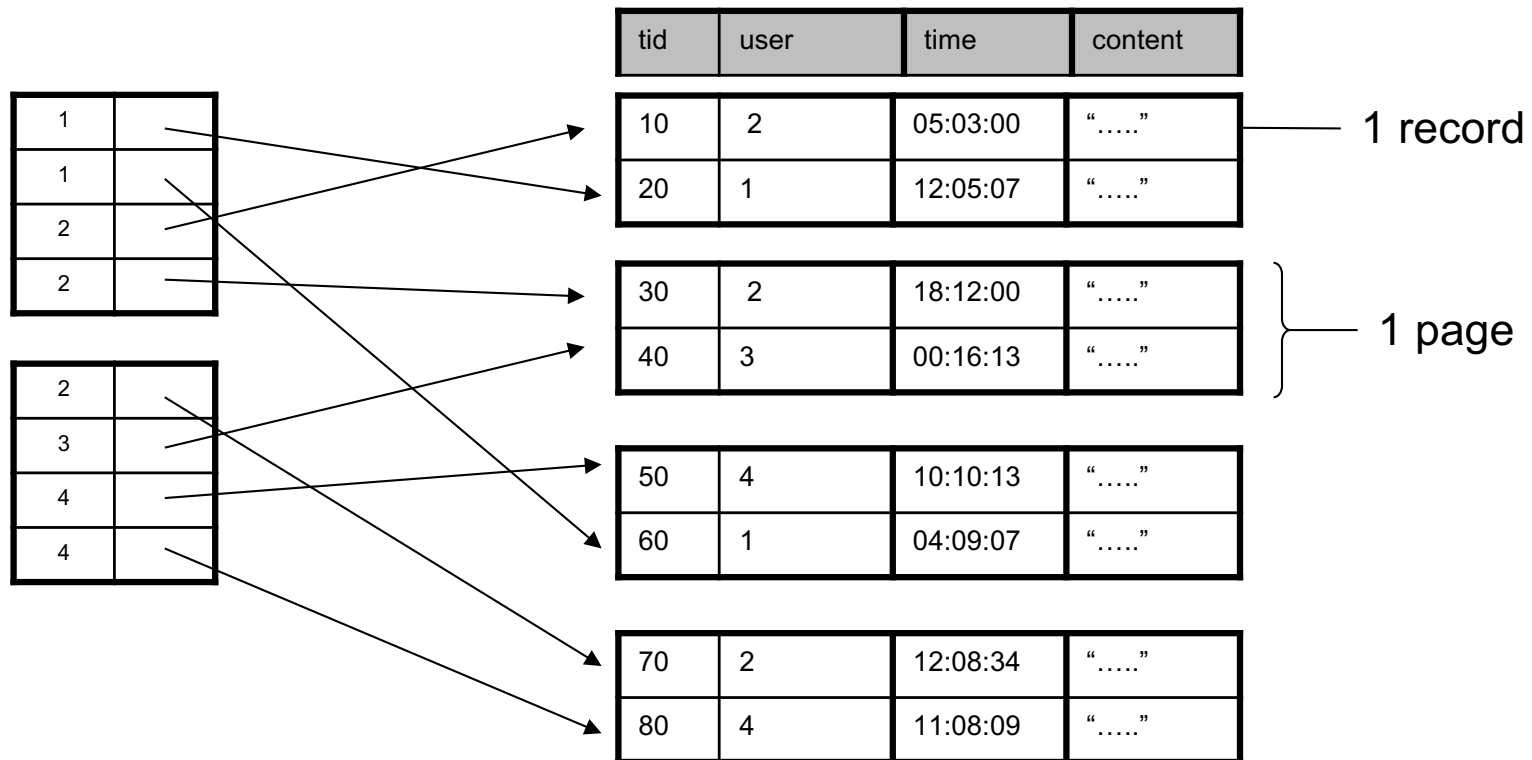 tid user time content
1
1
2
2
2
3
4
4
10 2 05:03:00 “…..”
20 1 12:05:07 “…..”
30 2 18:12:00 “…..”
40 3 00:16:13 “…..”
50 4 10:10:13 “…..”
60 1 04:09:07 “…..”
70 2 12:08:34 “…..”
80 4 11:08:09 “…..”
1 record
1 page